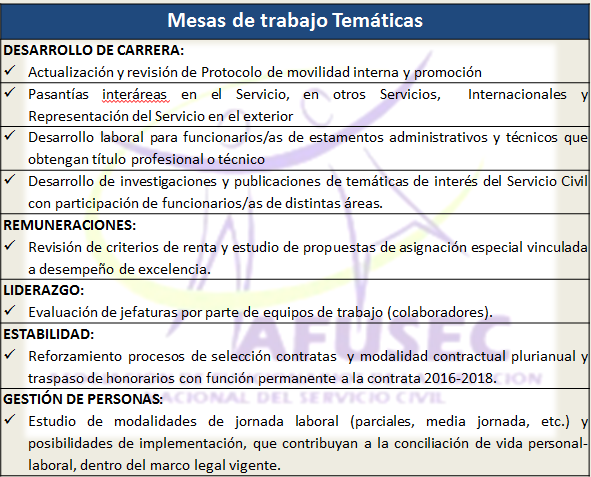 Mesas de trabajo Temáticas
DESARROLLO DE CARRERA:
✓ Actualización y revisión de Protocolo de movilidad interna y promoción
✓ Pasantías interáreas en el Servicio, en otros Servicios, Internacionales y
Representación del Servicio en el exterior
✓ Desarrollo laboral para funcionarios/as de estamentos administrativos y técnicos que
obtengan título profesional o técnico
✓ Desarrollo de investigaciones y publicaciones de temáticas de interés del Servicio Civil
con participación de funcionarios/as de distintas áreas.
REMUNERACIONES:
✓ Revisión de criterios de renta y estudio de propuestas de asignación especial vinculada
a desempeño de excelencia.
LIDERAZGO:
✓ Evaluación de jefaturas por parte de equipos de trabajo (colaboradores).
AFUSEC
ESTABILIDAD:
✓ Reforzamiento procesos de selección contratas y modalidad contractual plurianual y
traspaso de honorarios con función permanente a la contrata 2016-2018.
NACIONAL DEL SERVICIO CIVIL
GESTIÓN DE PERSONAS:
✓ Estudio de modalidades de jornada laboral (parciales, media jornada, etc.) y
posibilidades de implementación, que contribuyan a la conciliación de vida personal-
laboral, dentro del marco legal vigente.